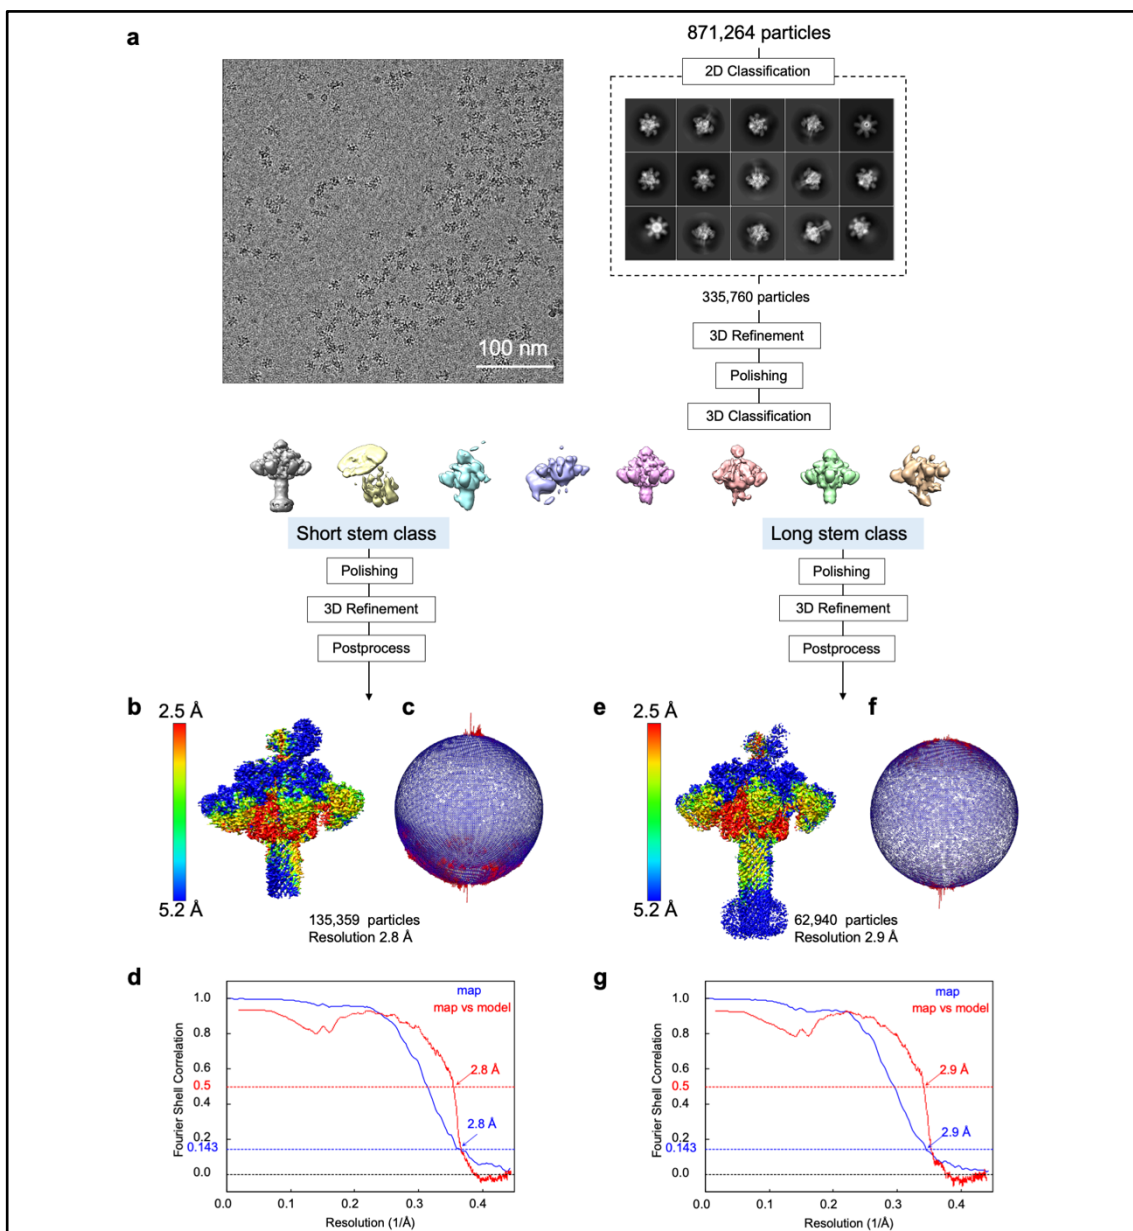 a
871,264 particles
2D Classification
100 nm
335,760 particles
3D Refinement
Polishing
3D Classification
Short stem class
Polishing
3D Refinement
Postprocess
Long stem class
Polishing
3D Refinement
Postprocess
b
2.5 Å
5.2 Å
c
135,359 particles
Resolution 2.8 Å
e
2.5 Å
5.2 Å
f
62,940 particles
Resolution 2.9 Å
d
map
map vs model
2.8 Å
2.8 Å
Fourier Shell Correlation
1.0
0.8
0.6
0.5
0.4
0.2
0.143
0.0
0.0 0.1 0.2 0.3 0.4
Resolution (1/Å)
g
map
map vs model
2.9 Å
2.9 Å
Fourier Shell Correlation
1.0
0.8
0.6
0.5
0.4
0.2
0.143
0.0
0.0 0.1 0.2 0.3 0.4
Resolution (1/Å)